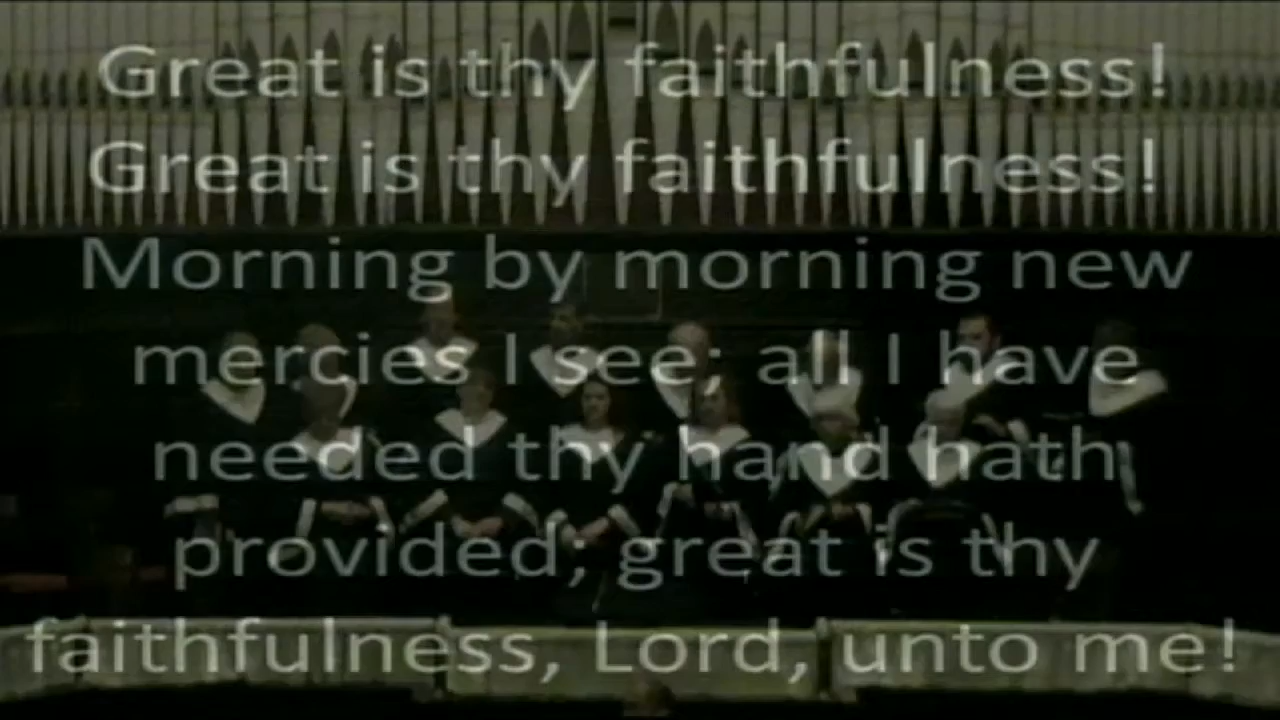 Great is thy faithfulness!
Great is thy faithfulness!
Morning by morning new
mercies I see; all I have
needed thy hand hath
provided; great is thy
faithfulness, Lord, unto me!